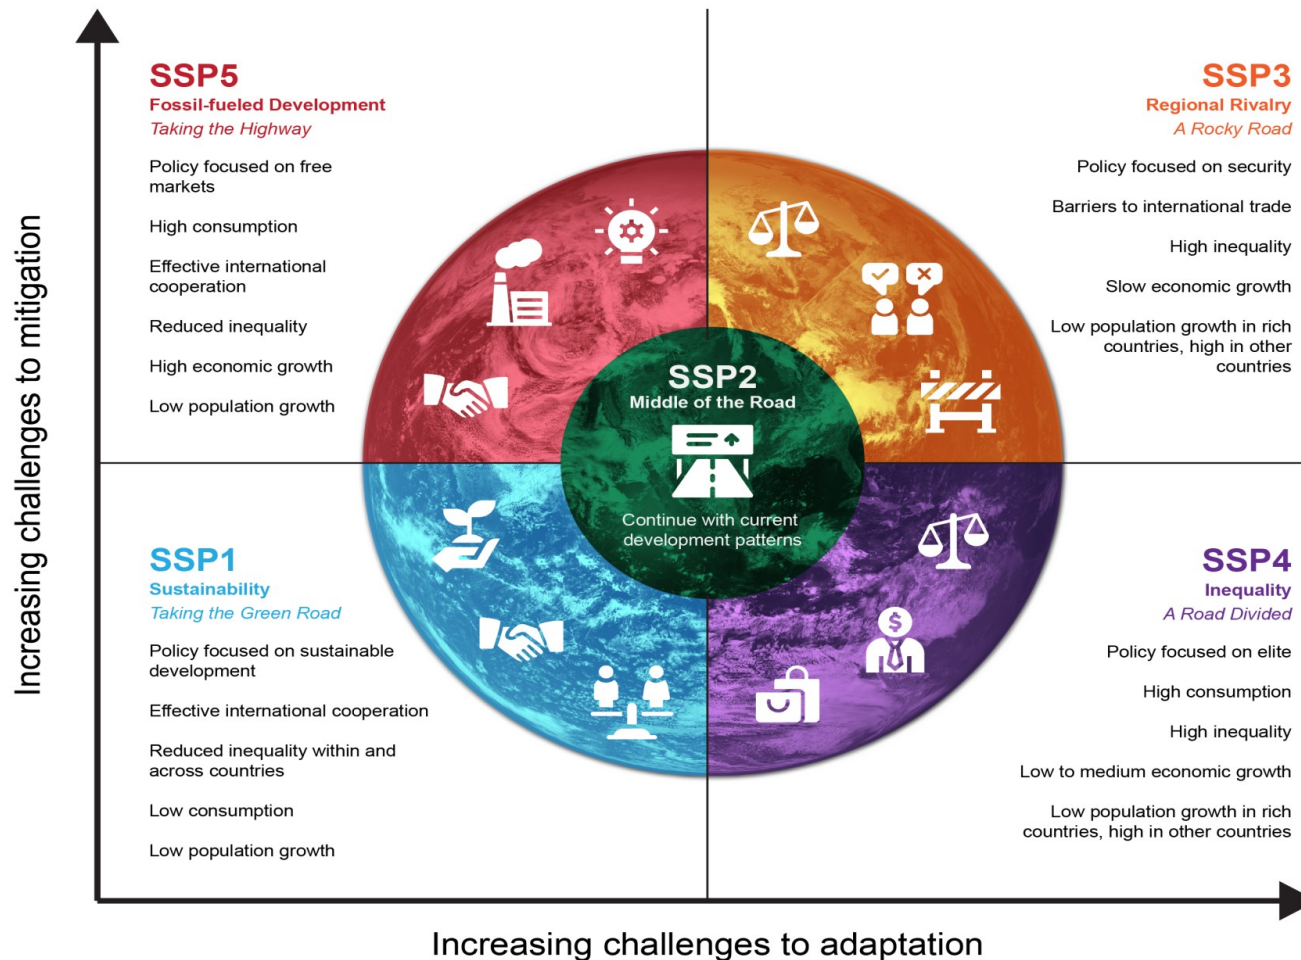 SSP5
Fossil-fueled Development
Taking the Highway
Policy focused on free
markets
High consumption
Effective international
cooperation
Reduced inequality
High economic growth
Low population growth
SSP3
Regional Rivalry
A Rocky Road
Policy focused on security
Barriers to international trade
High inequality
Slow economic growth
Low population growth in rich
countries, high in other
countries
SSP2
Middle of the Road
Continue with current
development patterns
SSP1
Sustainability
Taking the Green Road
Policy focused on sustainable
development
Effective international cooperation
Reduced inequality within and
across countries
Low consumption
Low population growth
SSP4
Inequality
A Road Divided
Policy focused on elite
High consumption
High inequality
Low to medium economic growth
Low population growth in rich
countries, high in other countries
$
Increasing challenges to mitigation
Increasing challenges to adaptation